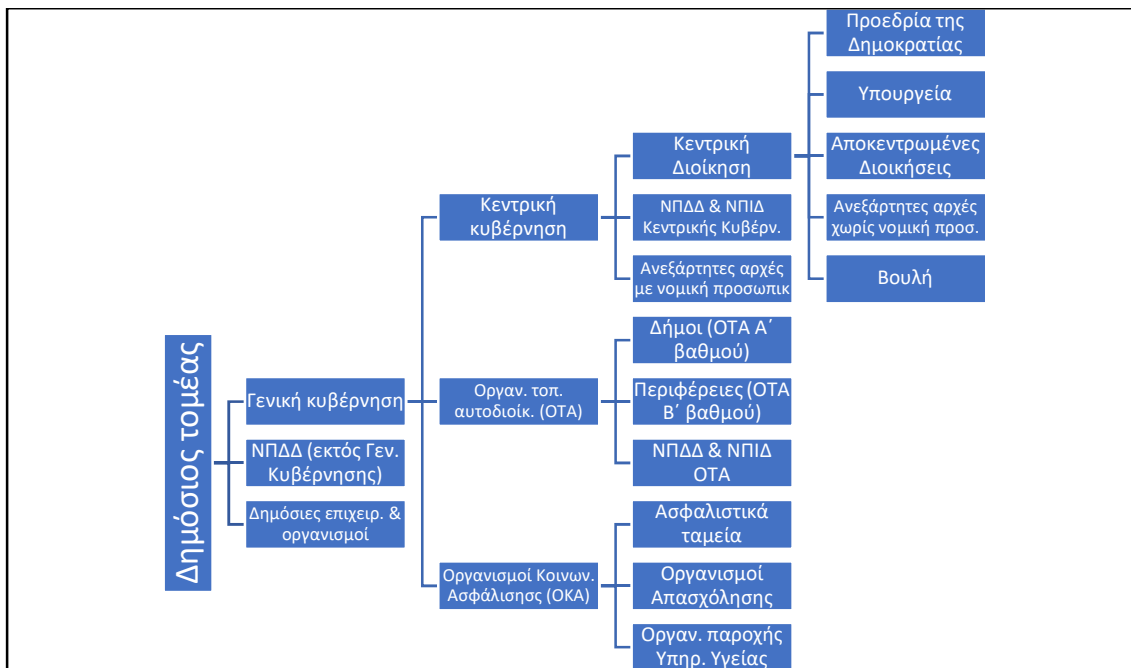 Δημόσιος τομέας
Γενική κυβέρνηση
ΝΠΔΔ (εκτός Γεν.
Κυβέρνησης)
Δημόσιες επιχειρ. &
οργανισμοί
Κεντρική
κυβέρνηση
Οργαν. τοπ.
αυτοδιοίκ. (ΟΤΑ)
Οργανισμοί Κοινων.
Ασφάλισησς (ΟΚΑ)
Κεντρική
Διοίκηση
ΝΠΔΔ & ΝΠΙΔ
Κεντρικής Κυβέρν.
Ανεξάρτητες αρχές
με νομική προσωπικ
Δήμοι (ΟΤΑ Α΄
βαθμού)
Περιφέρειες (ΟΤΑ
Β΄ βαθμού)
ΝΠΔΔ & ΝΠΙΔ
ΟΤΑ
Ασφαλιστικά
ταμεία
Οργανισμοί
Απασχόλησης
Οργαν. παροχής
Υπηρ. Υγείας
Προεδρία της
Δημοκρατίας
Υπουργεία
Αποκεντρωμένες
Διοικήσεις
Ανεξάρτητες αρχές
χωρίς νομική προσ.
Βουλή